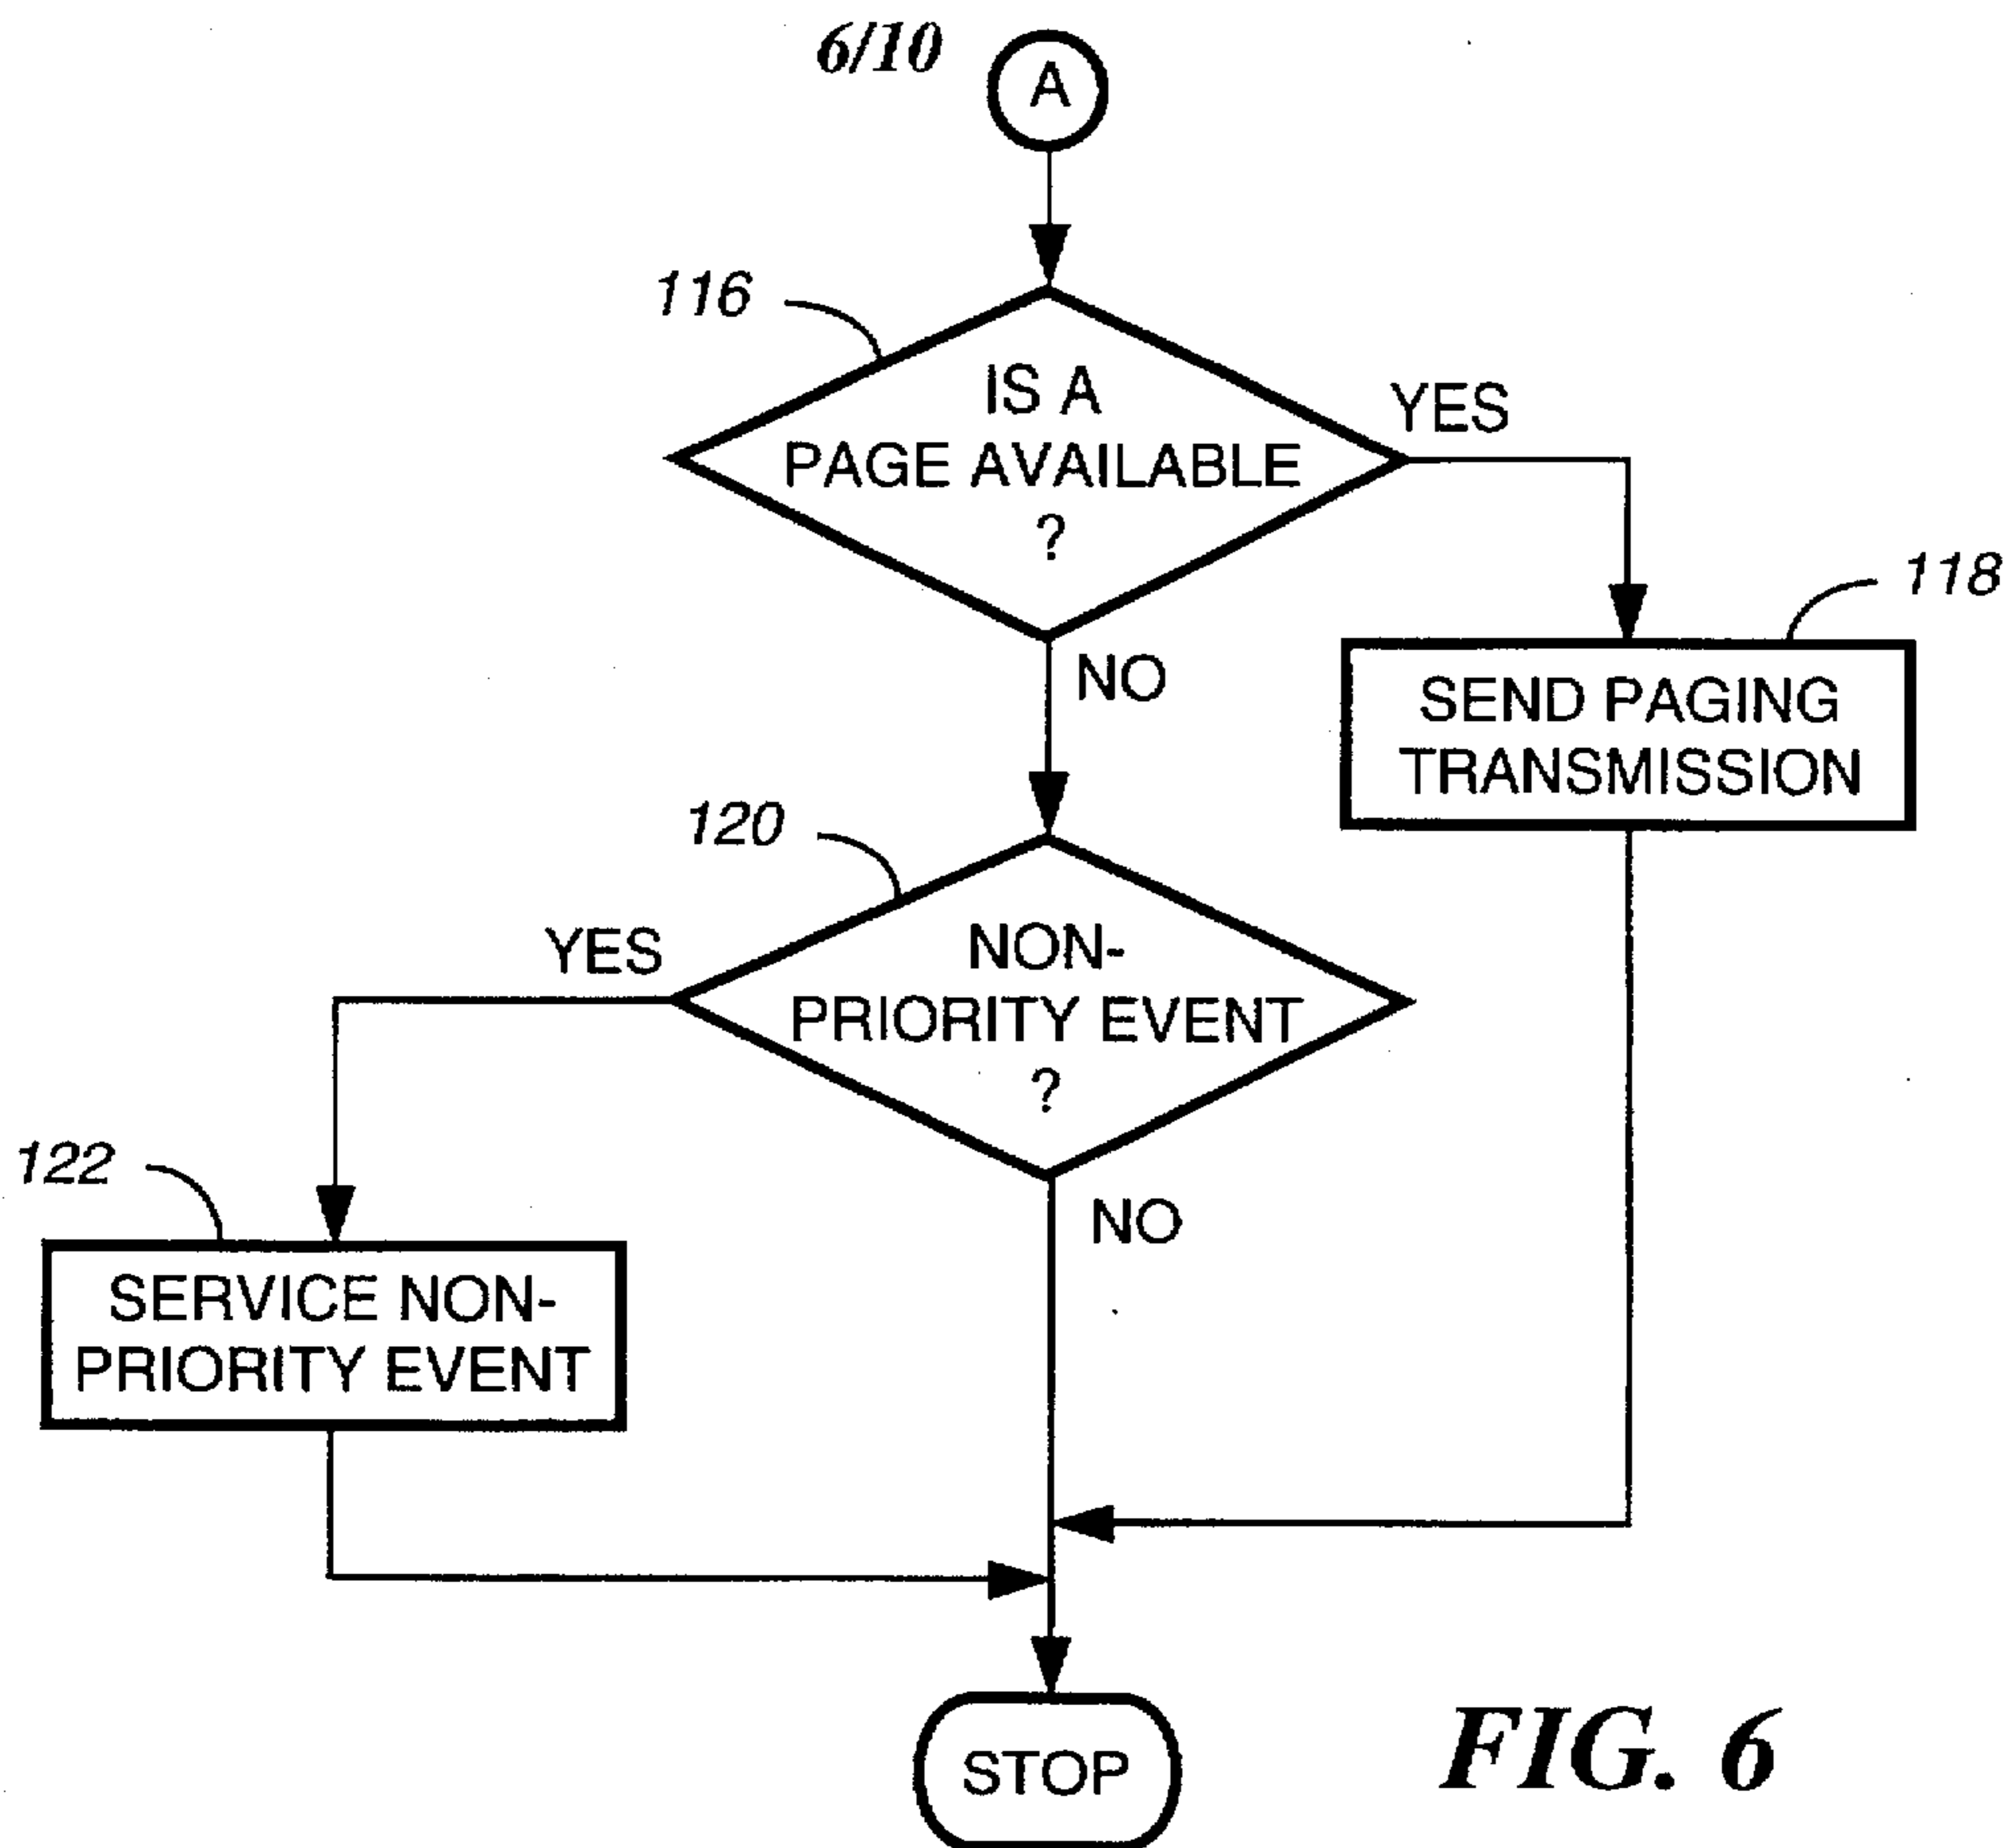 6/10
A
116
IS A
PAGE AVAILABLE
?
YES
NO
118
SEND PAGING
TRANSMISSION
120
NON-
PRIORITY EVENT
?
YES
NO
122
SERVICE NON-
PRIORITY EVENT
STOP
FIG. 6